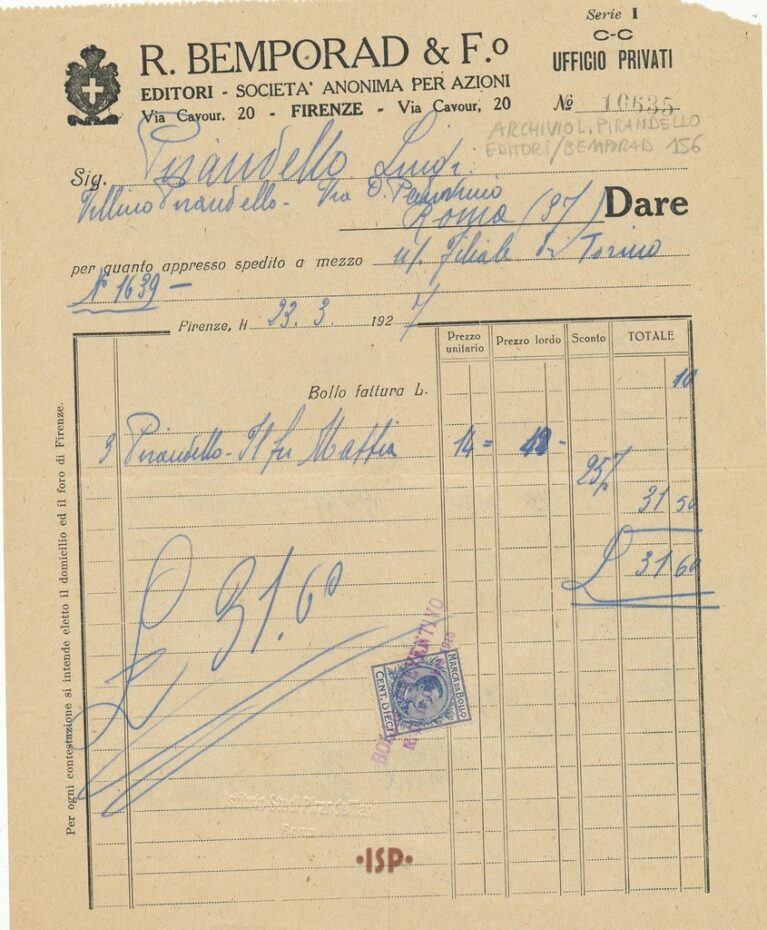 Serie I
C-C
UFFICIO PRIVATI
№ 10635
R. BEMPORAD & F.o
EDITORI - SOCIETA' ANONIMA PER AZIONI
Via Cavour, 20 - FIRENZE - Via Cavour, 20
ARCHIVIO L. PIRANDELLO
EDITORI/BEMPORAD 156
Sig. Pirandello Luigi
Villino Pirandello - Via O.
Roma (87) Dare
per quanto appresso spedito a mezzo n/ Filiale di Torino
N 1639 -
Firenze, li 23. 3. 1927
Prezzo unitario Prezzo lordo Sconto TOTALE
Bollo fattura L. 10
3 Pirandello - Il fu Mattia 14 = 42 -
25%
31 50
£ 31 60
£ 31.60
MARCA DA BOLLO
CENT. DIECI
ISP
Per ogni contestazione si intende eletto il domicilio ed il foro di Firenze.